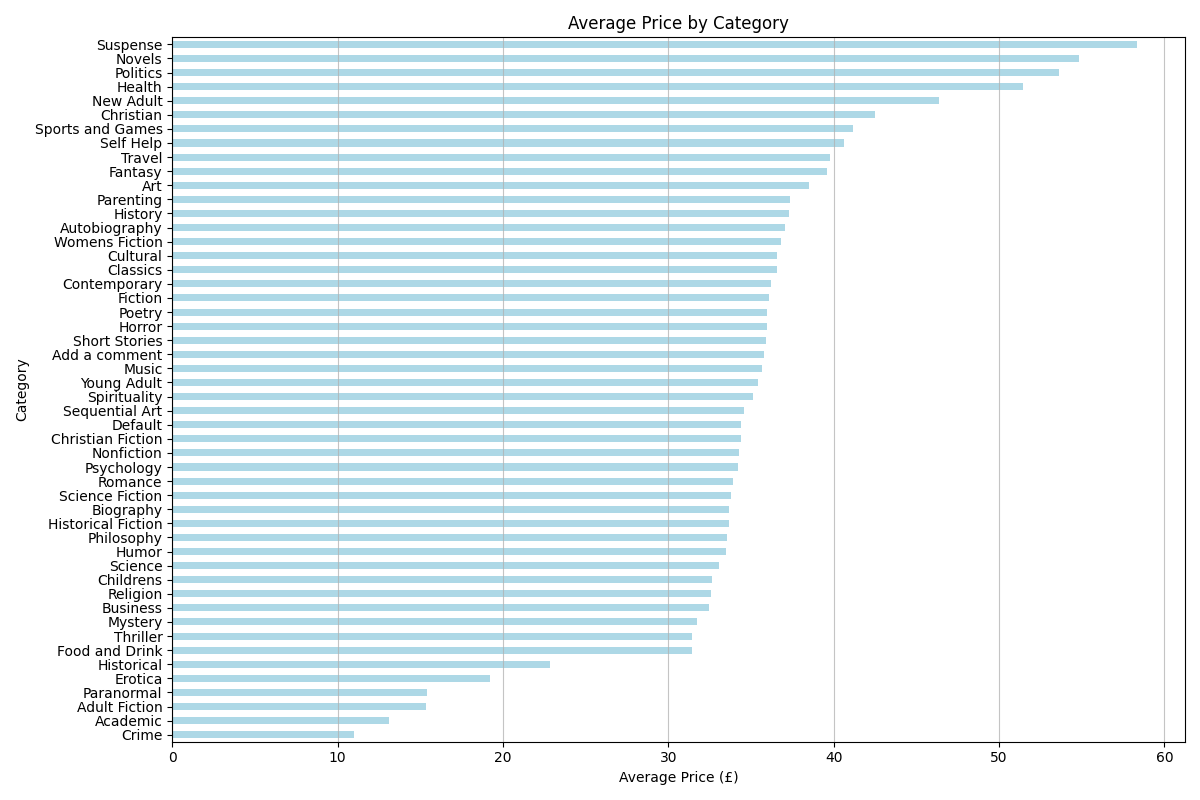 Average Price by Category
Suspense
Novels
Politics
Health
New Adult
Christian
Sports and Games
Self Help
Travel
Fantasy
Art
Parenting
History
Autobiography
Womens Fiction
Cultural
Classics
Contemporary
Fiction
Poetry
Horror
Short Stories
Add a comment
Music
Young Adult
Spirituality
Sequential Art
Default
Christian Fiction
Nonfiction
Psychology
Romance
Science Fiction
Biography
Historical Fiction
Philosophy
Humor
Science
Childrens
Religion
Business
Mystery
Thriller
Food and Drink
Historical
Erotica
Paranormal
Adult Fiction
Academic
Crime
Category
0 10 20 30 40 50 60
Average Price (£)